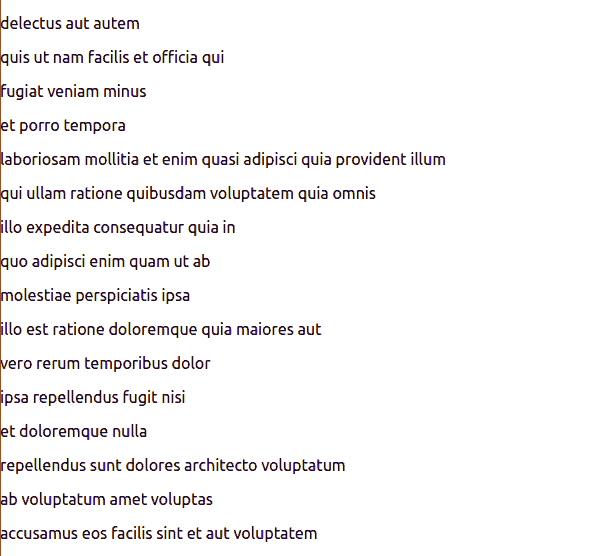 delectus aut autem
quis ut nam facilis et officia qui
fugiat veniam minus
et porro tempora
laboriosam mollitia et enim quasi adipisci quia provident illum
qui ullam ratione quibusdam voluptatem quia omnis
illo expedita consequatur quia in
quo adipisci enim quam ut ab
molestiae perspiciatis ipsa
illo est ratione doloremque quia maiores aut
vero rerum temporibus dolor
ipsa repellendus fugit nisi
et doloremque nulla
repellendus sunt dolores architecto voluptatum
ab voluptatum amet voluptas
accusamus eos facilis sint et aut voluptatem